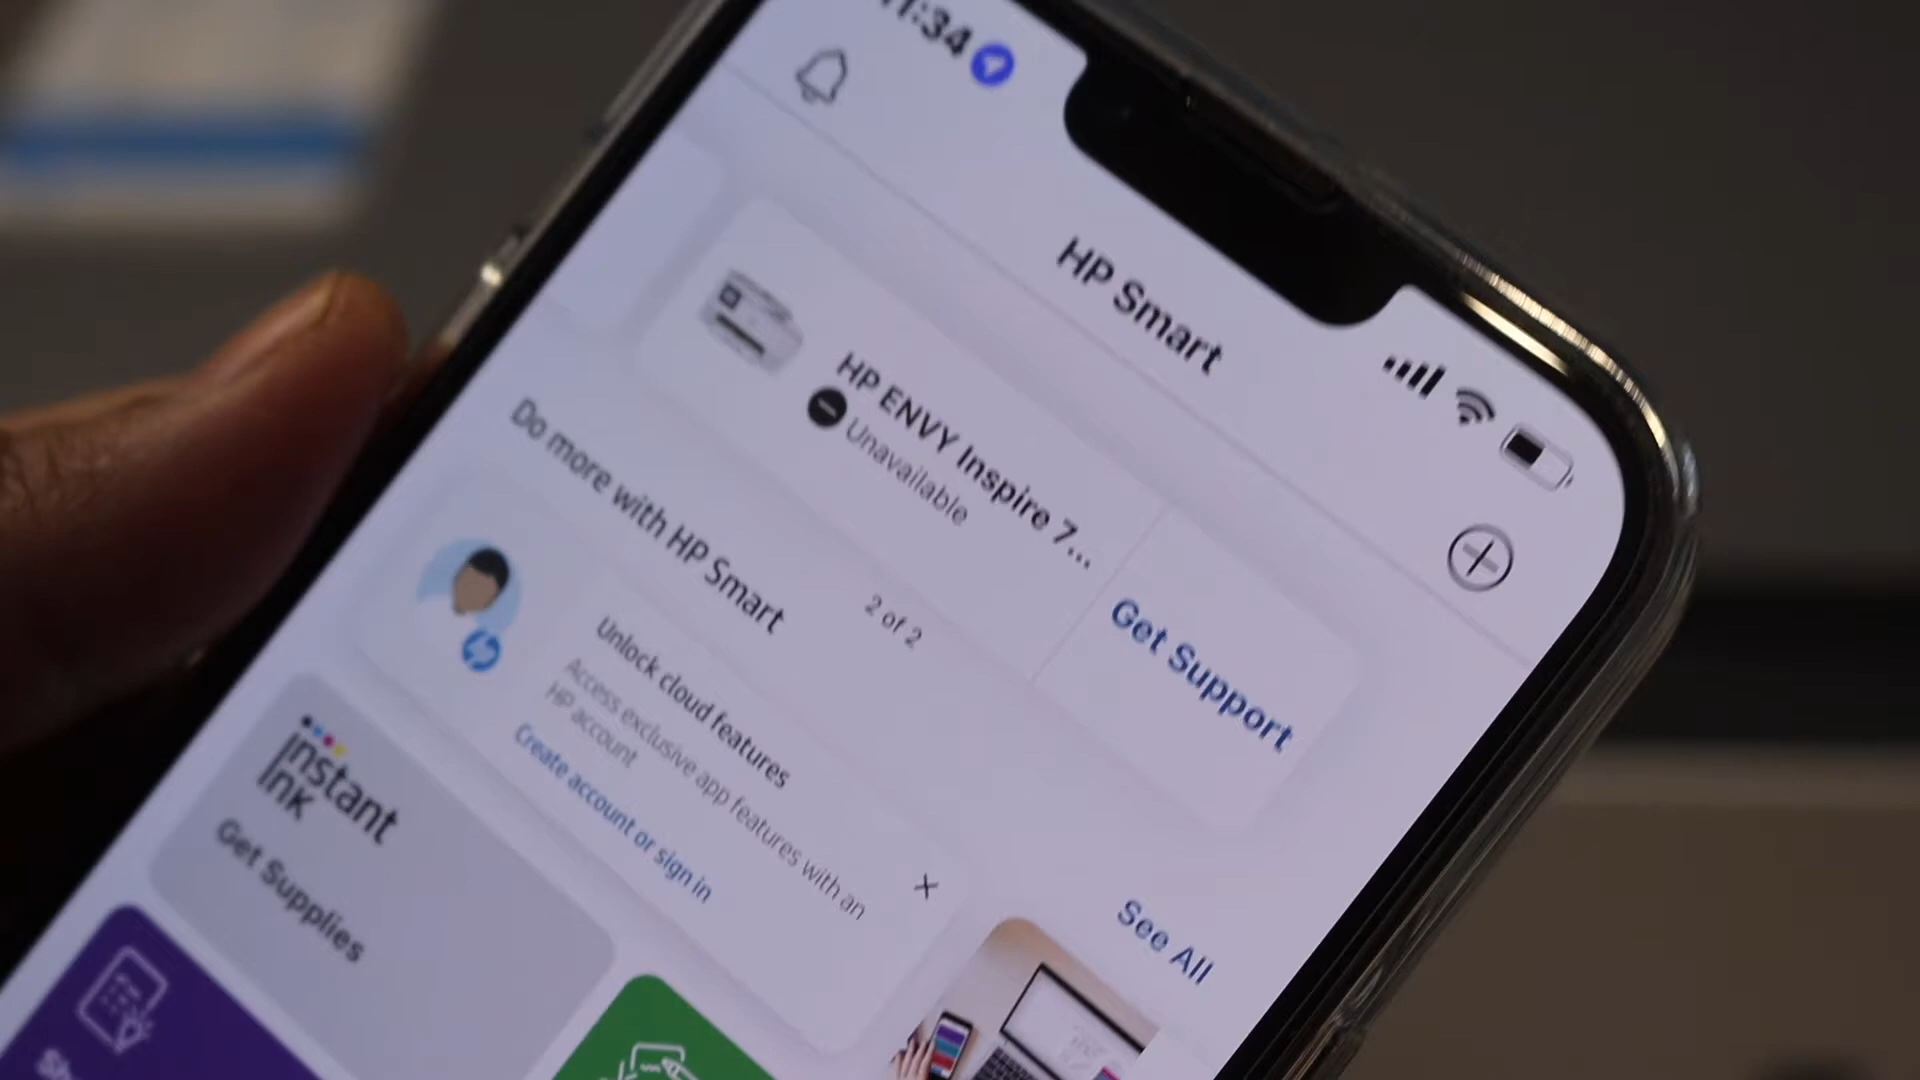 11:34
HP Smart
HP ENVY Inspire 7...
Unavailable
Get Support
2 of 2
Do more with HP Smart
Unlock cloud features
Access exclusive app features with an
HP account
Create account or sign in
See All
instant
ink
Get Supplies